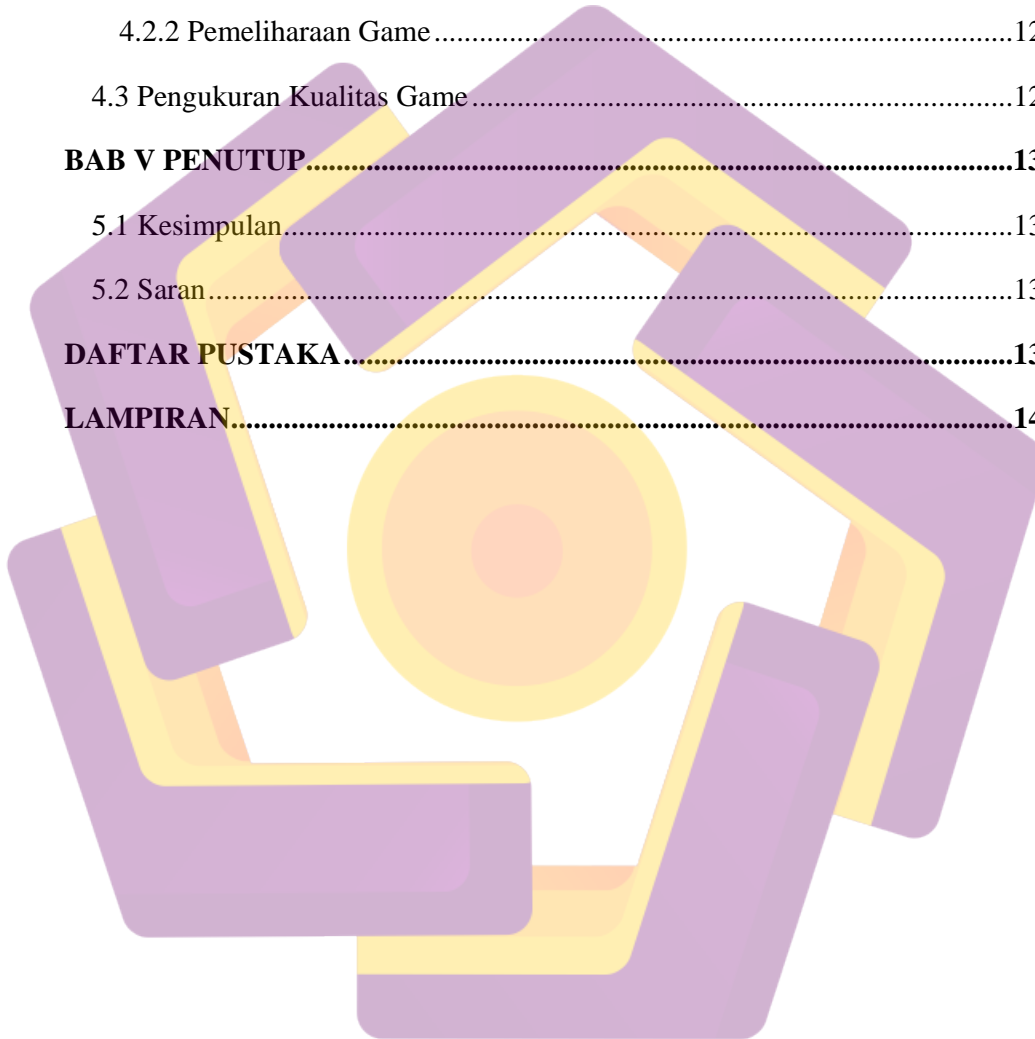 4.2.2 Pemeliharaan Game............................................................................12
4.3 Pengukuran Kualitas Game.......................................................................12
BAB V PENUTUP............................................................................................13
5.1 Kesimpulan................................................................................................13
5.2 Saran..........................................................................................................13
DAFTAR PUSTAKA.......................................................................................13
LAMPIRAN......................................................................................................14